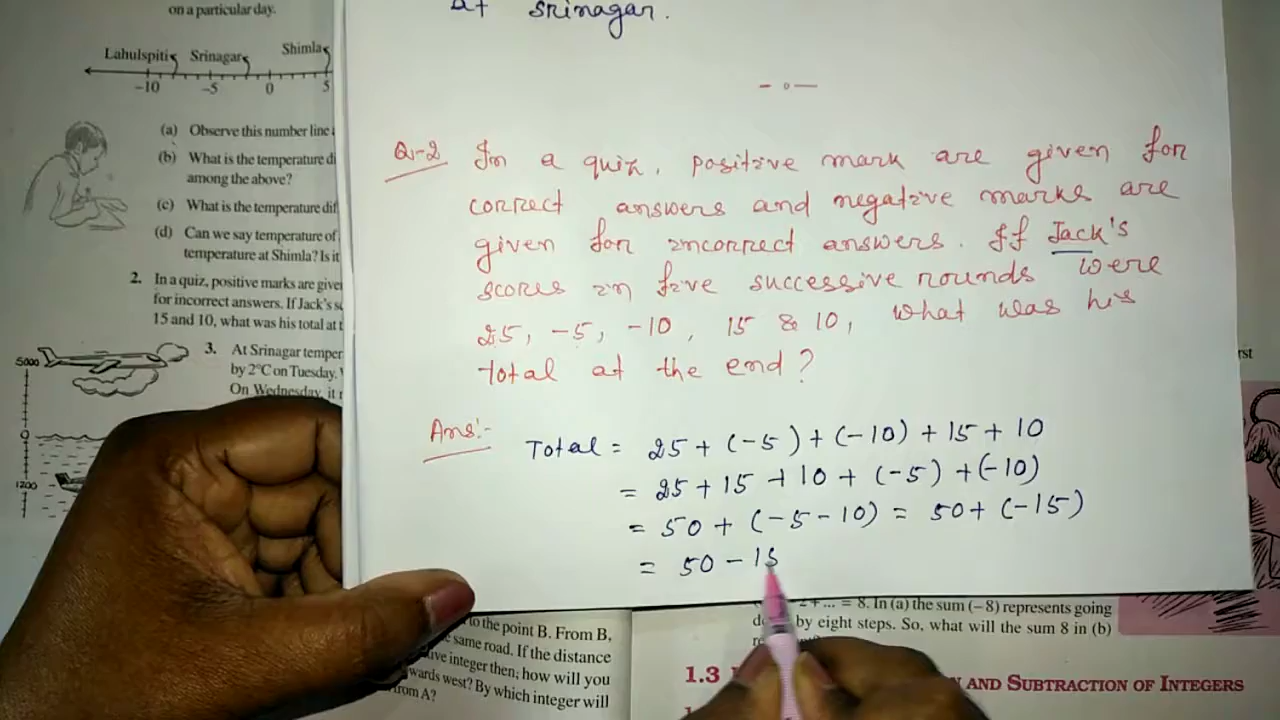 on a particular day.
Lahulspiti Srinagar Shimla
-10 -5 0 5
(a) Observe this number line
(b) What is the temperature di
among the above?
(c) What is the temperature dif
(d) Can we say temperature of
temperature at Shimla? Is it
2. In a quiz, positive marks are give
for incorrect answers. If Jack's s
15 and 10, what was his total at t
3. At Srinagar temper
by 2°C on Tuesday.
On Wednesday, it
5000
0
1200
at Srinagar.
Q-2 In a quiz, positive mark are given for
correct answers and negative marks are
given for incorrect answers. If Jack's
scores in five successive rounds were
25, -5, -10, 15 & 10, what was his
total at the end?
Ans:- Total = 25 + (-5) + (-10) + 15 + 10
= 25 + 15 + 10 + (-5) + (-10)
= 50 + (-5-10) = 50 + (-15)
= 50 - 15
to the point B. From B,
same road. If the distance
ive integer then, how will you
wards west? By which integer will
from A?
+ ... = 8. In (a) the sum (– 8) represents going
by eight steps. So, what will the sum 8 in (b)
1.3 N AND SUBTRACTION OF INTEGERS
rst